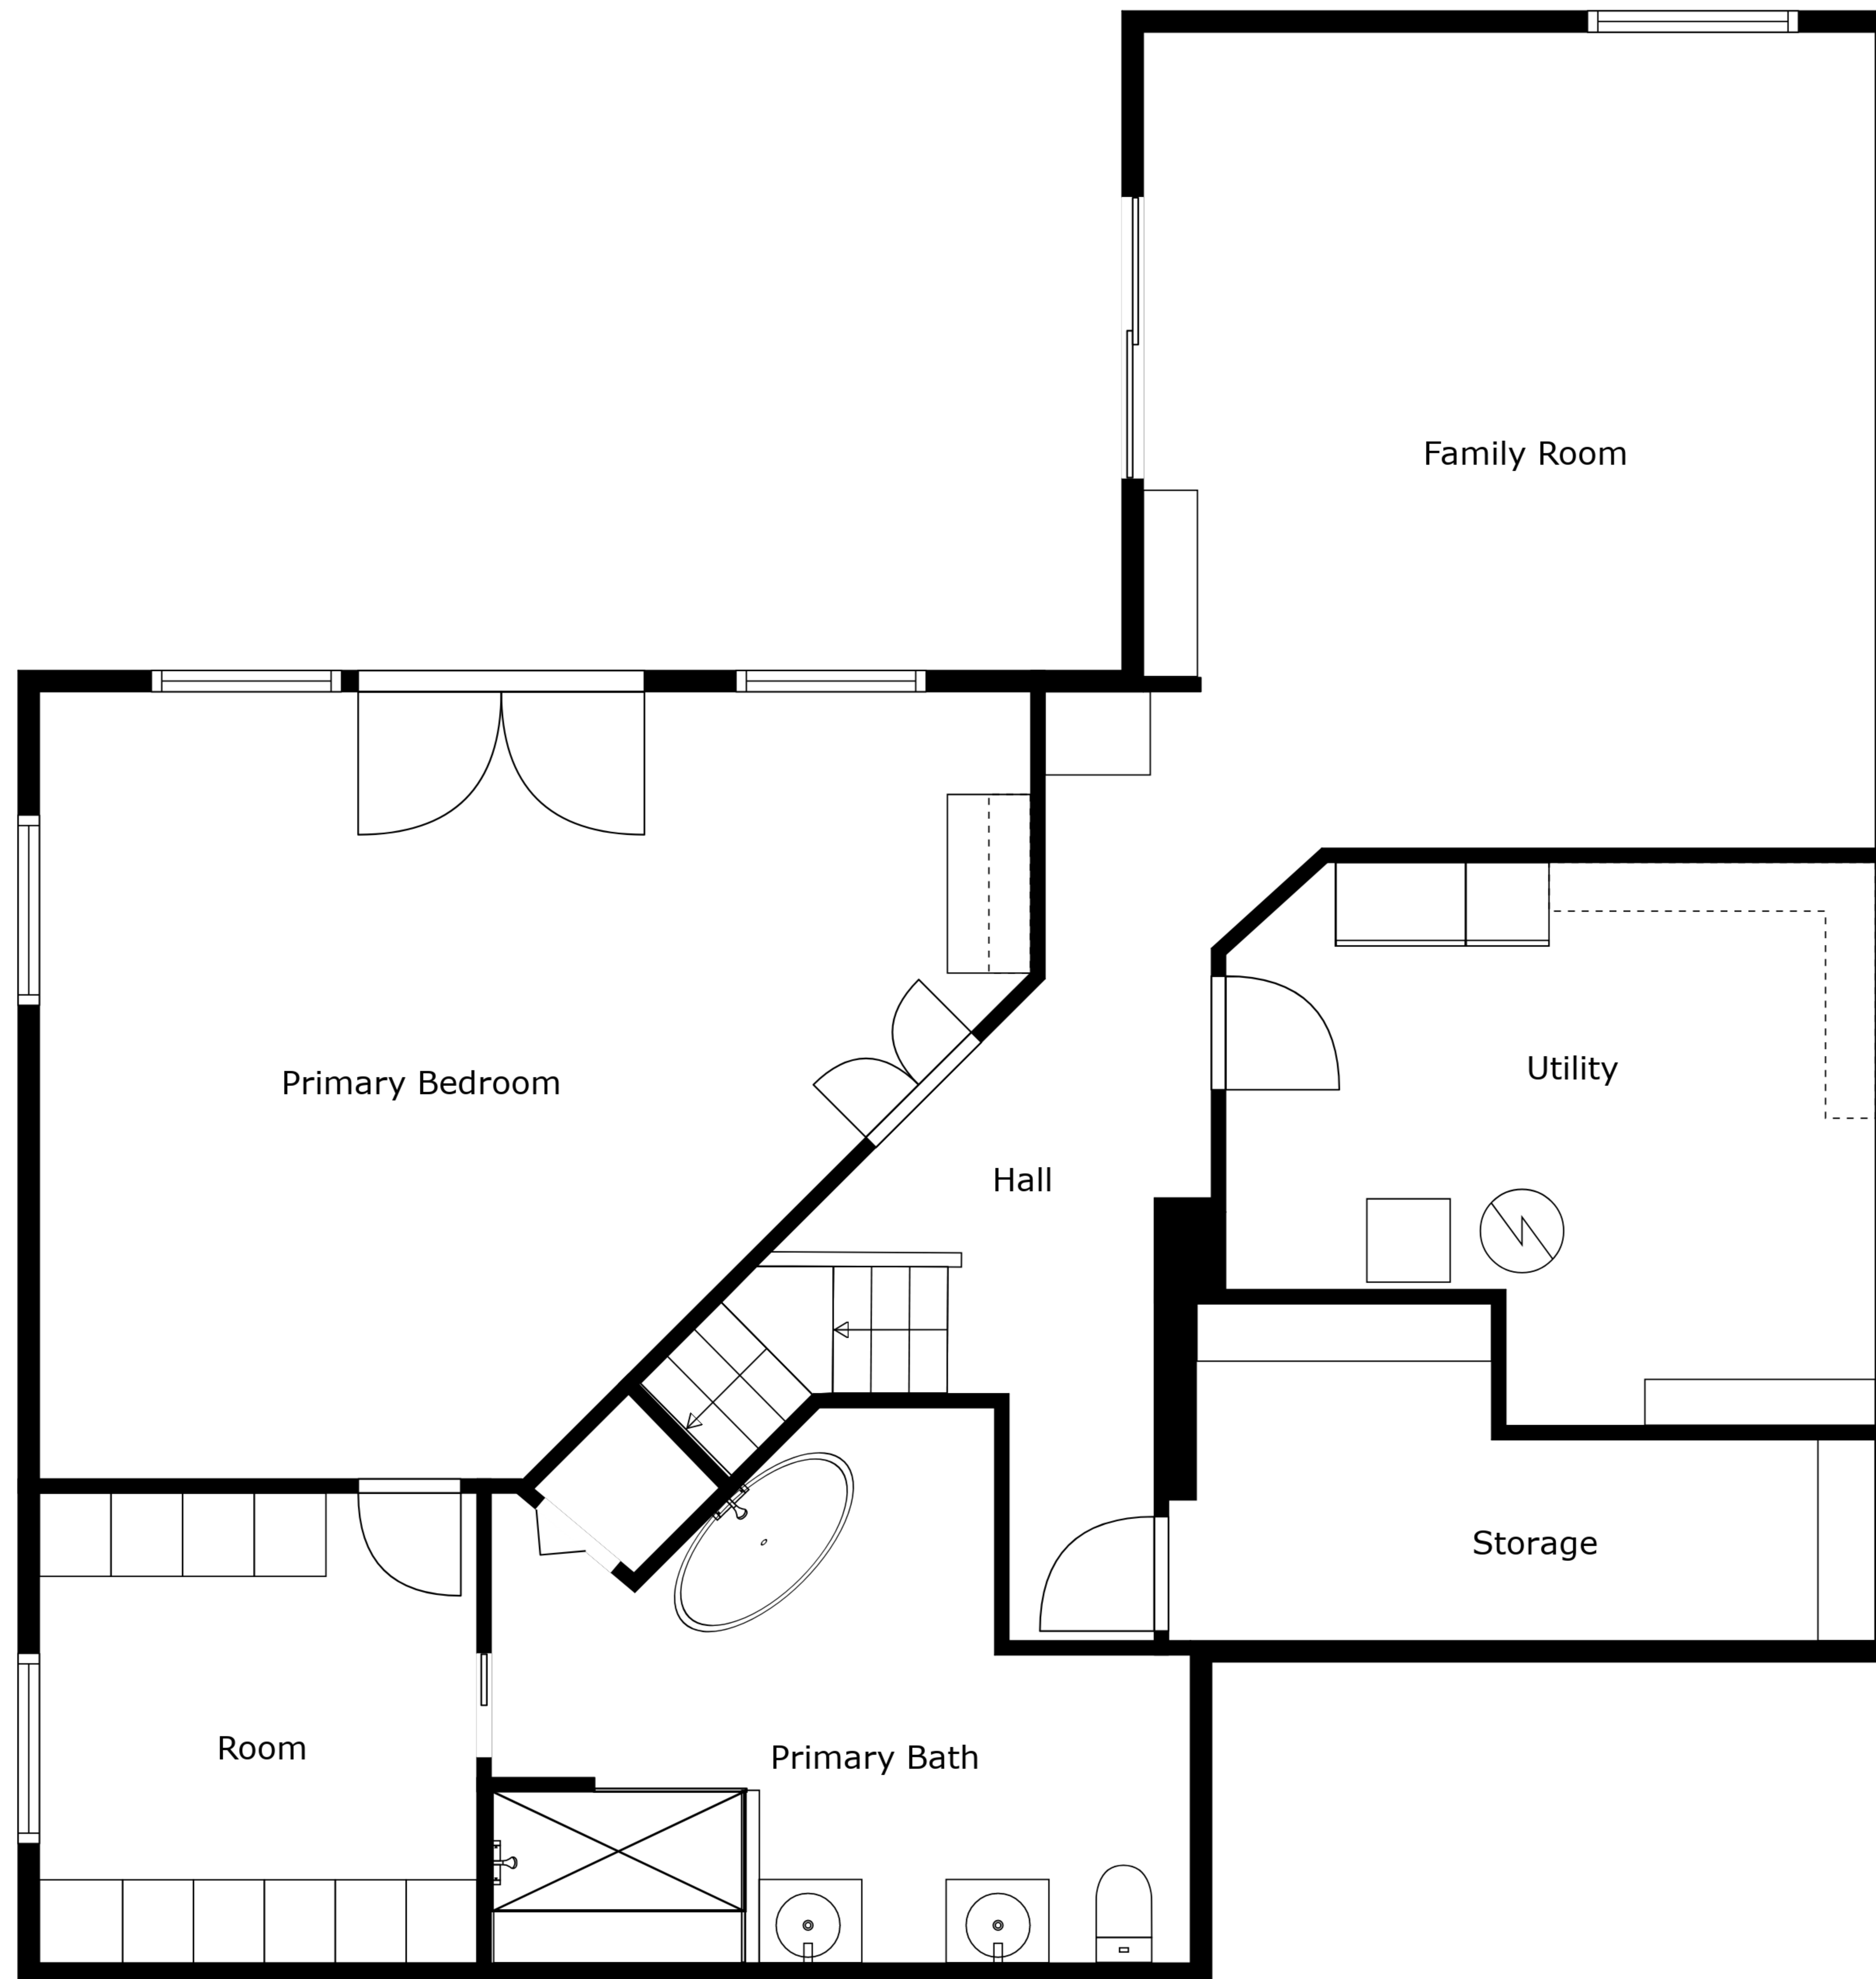 Family Room
Primary Bedroom
Utility
Hall
Storage
Room
Primary Bath